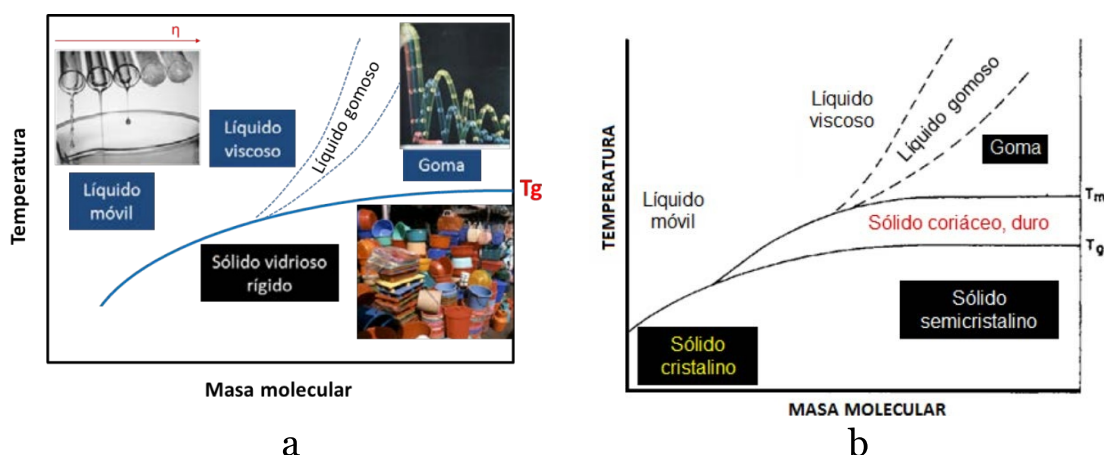 η
Líquido
viscoso
Líquido gomoso
Goma
Líquido
móvil
Tg
Sólido vidrioso
rígido
Temperatura
Masa molecular
a
Líquido
viscoso
Líquido gomoso
Goma
Líquido
móvil
Tm
Sólido coriáceo, duro
Tg
Sólido
semicristalino
Sólido
cristalino
TEMPERATURA
MASA MOLECULAR
b